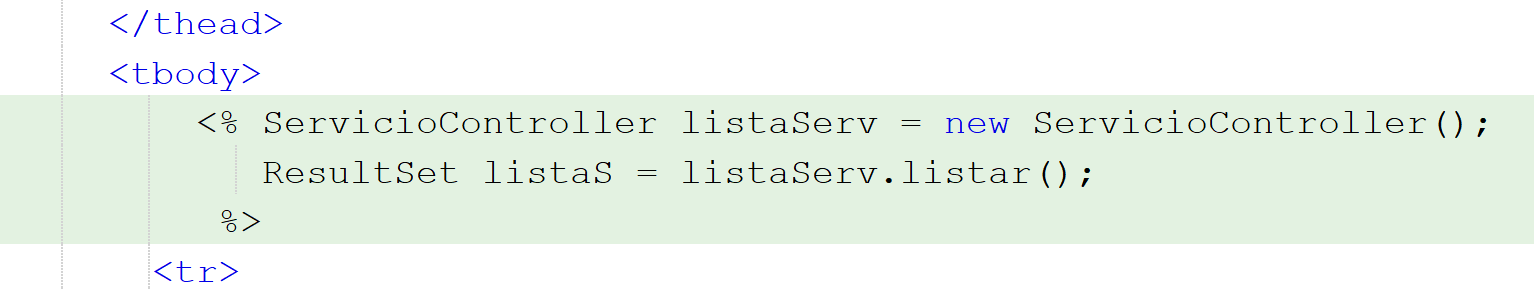 </thead>
<tbody>
<% ServicioController listaServ = new ServicioController();
ResultSet listaS = listaServ.listar();
%>
<tr>